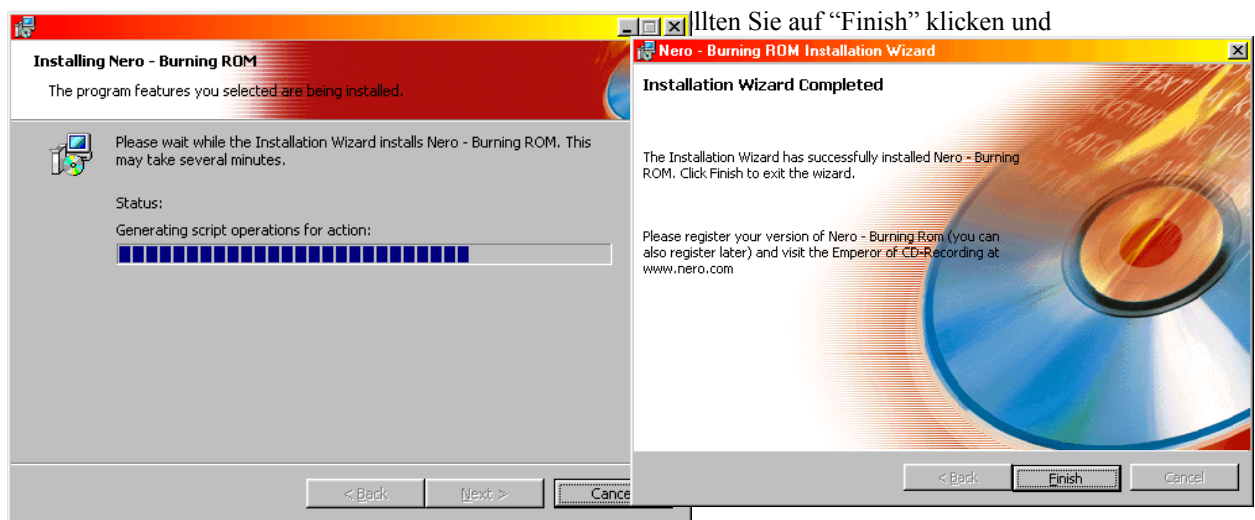 llten Sie auf “Finish” klicken und
Installing Nero - Burning ROM
The program features you selected are being installed.
Please wait while the Installation Wizard installs Nero - Burning ROM. This
may take several minutes.
Status:
Generating script operations for action:
< Back
Next >
Cance
Nero - Burning ROM Installation Wizard
Installation Wizard Completed
The Installation Wizard has successfully installed Nero - Burning
ROM. Click Finish to exit the wizard.
Please register your version of Nero - Burning Rom (you can
also register later) and visit the Emperor of CD-Recording at
www.nero.com
< Back
Finish
Cancel